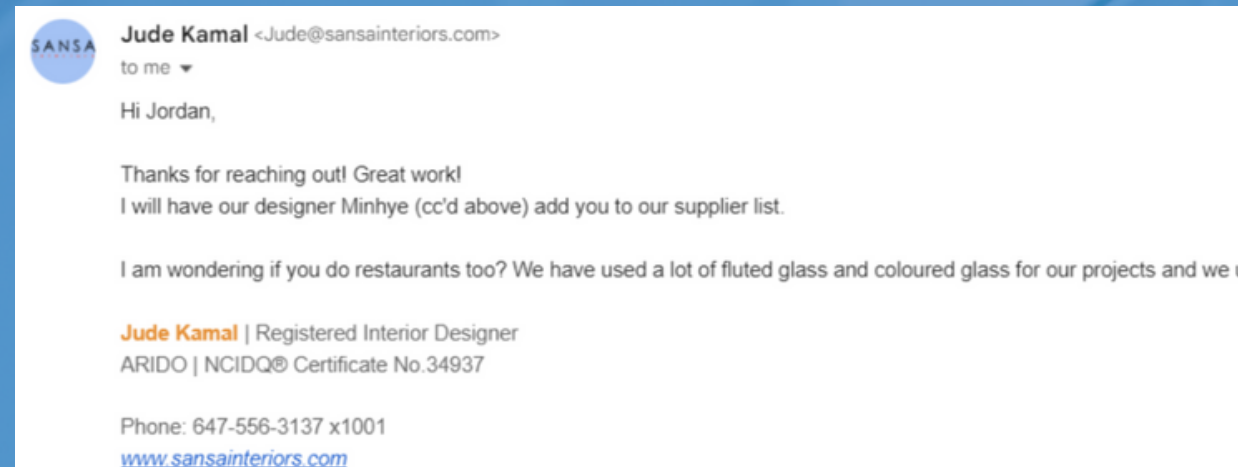 SANSA
Jude Kamal <Jude@sansainteriors.com>
to me
Hi Jordan,
Thanks for reaching out! Great work!
I will have our designer Minhye (cc'd above) add you to our supplier list.
I am wondering if you do restaurants too? We have used a lot of fluted glass and coloured glass for our projects and we
Jude Kamal | Registered Interior Designer
ARIDO | NCIDQ® Certificate No.34937
Phone: 647-556-3137 x1001
www.sansainteriors.com